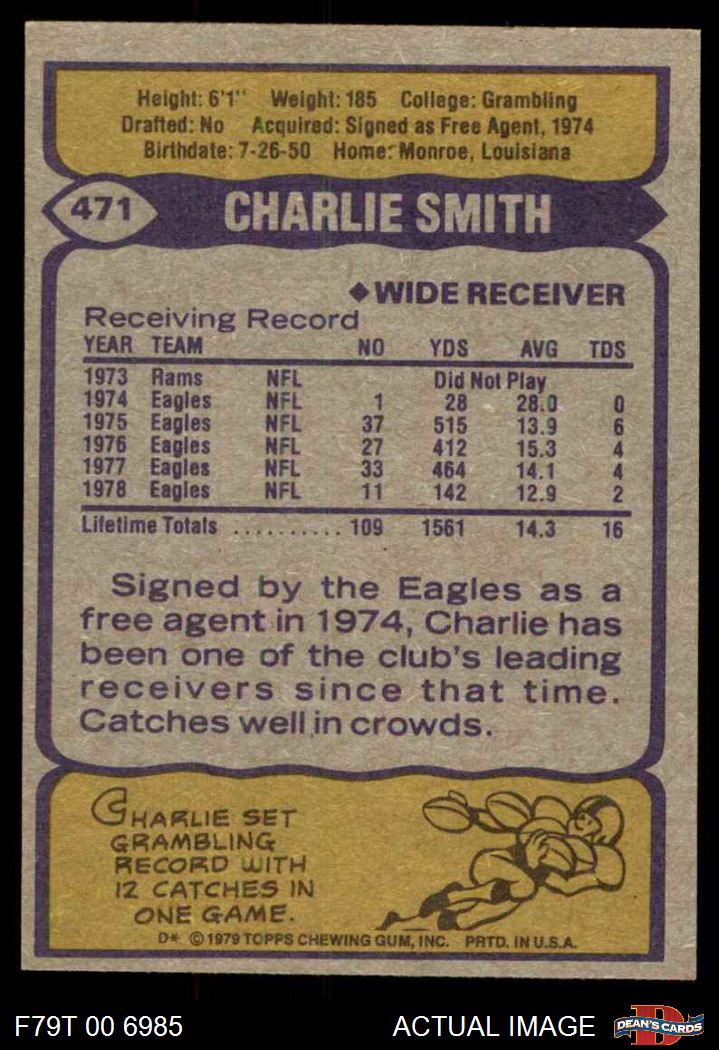 Height: 6'1" Weight: 185 College: Grambling
Drafted: No Acquired: Signed as Free Agent, 1974
Birthdate: 7-26-50 Home: Monroe, Louisiana
471 CHARLIE SMITH
◆WIDE RECEIVER
Receiving Record
YEAR TEAM NO YDS AVG TDS
1973 Rams NFL Did Not Play
1974 Eagles NFL 1 28 28.0 0
1975 Eagles NFL 37 515 13.9 6
1976 Eagles NFL 27 412 15.3 4
1977 Eagles NFL 33 464 14.1 4
1978 Eagles NFL 11 142 12.9 2
Lifetime Totals .......... 109 1561 14.3 16
Signed by the Eagles as a
free agent in 1974, Charlie has
been one of the club's leading
receivers since that time.
Catches well in crowds.
CHARLIE SET
GRAMBLING
RECORD WITH
12 CATCHES IN
ONE GAME.
D* © 1979 TOPPS CHEWING GUM, INC. PRTD. IN U.S.A.
F79T 00 6985 ACTUAL IMAGE D DEAN'S CARDS